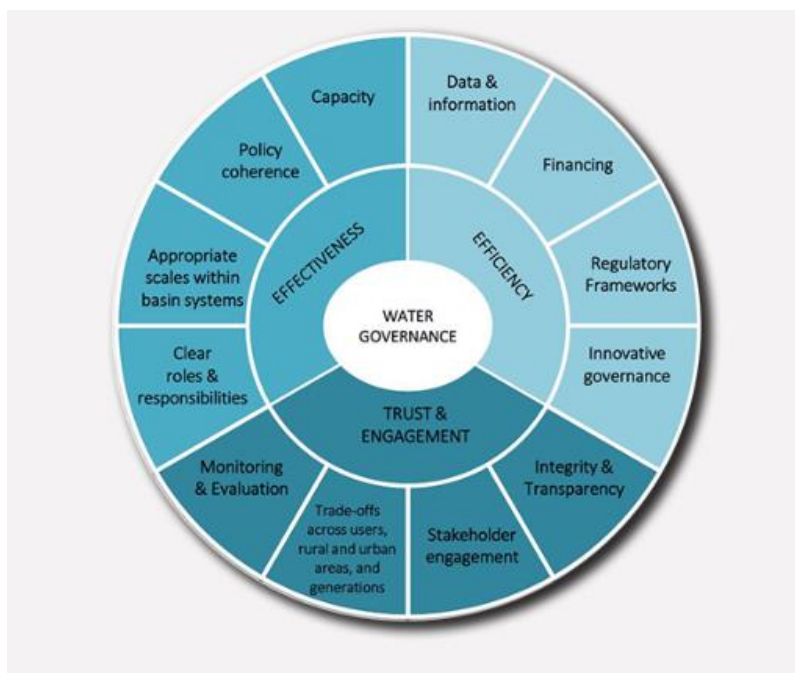 WATER
GOVERNANCE
EFFECTIVENESS
EFFICIENCY
TRUST &
ENGAGEMENT
Capacity
Policy
coherence
Appropriate
scales within
basin systems
Clear
roles &
responsibilities
Data &
information
Financing
Regulatory
Frameworks
Innovative
governance
Integrity &
Transparency
Stakeholder
engagement
Trade-offs
across users,
rural and urban
areas, and
generations
Monitoring
& Evaluation